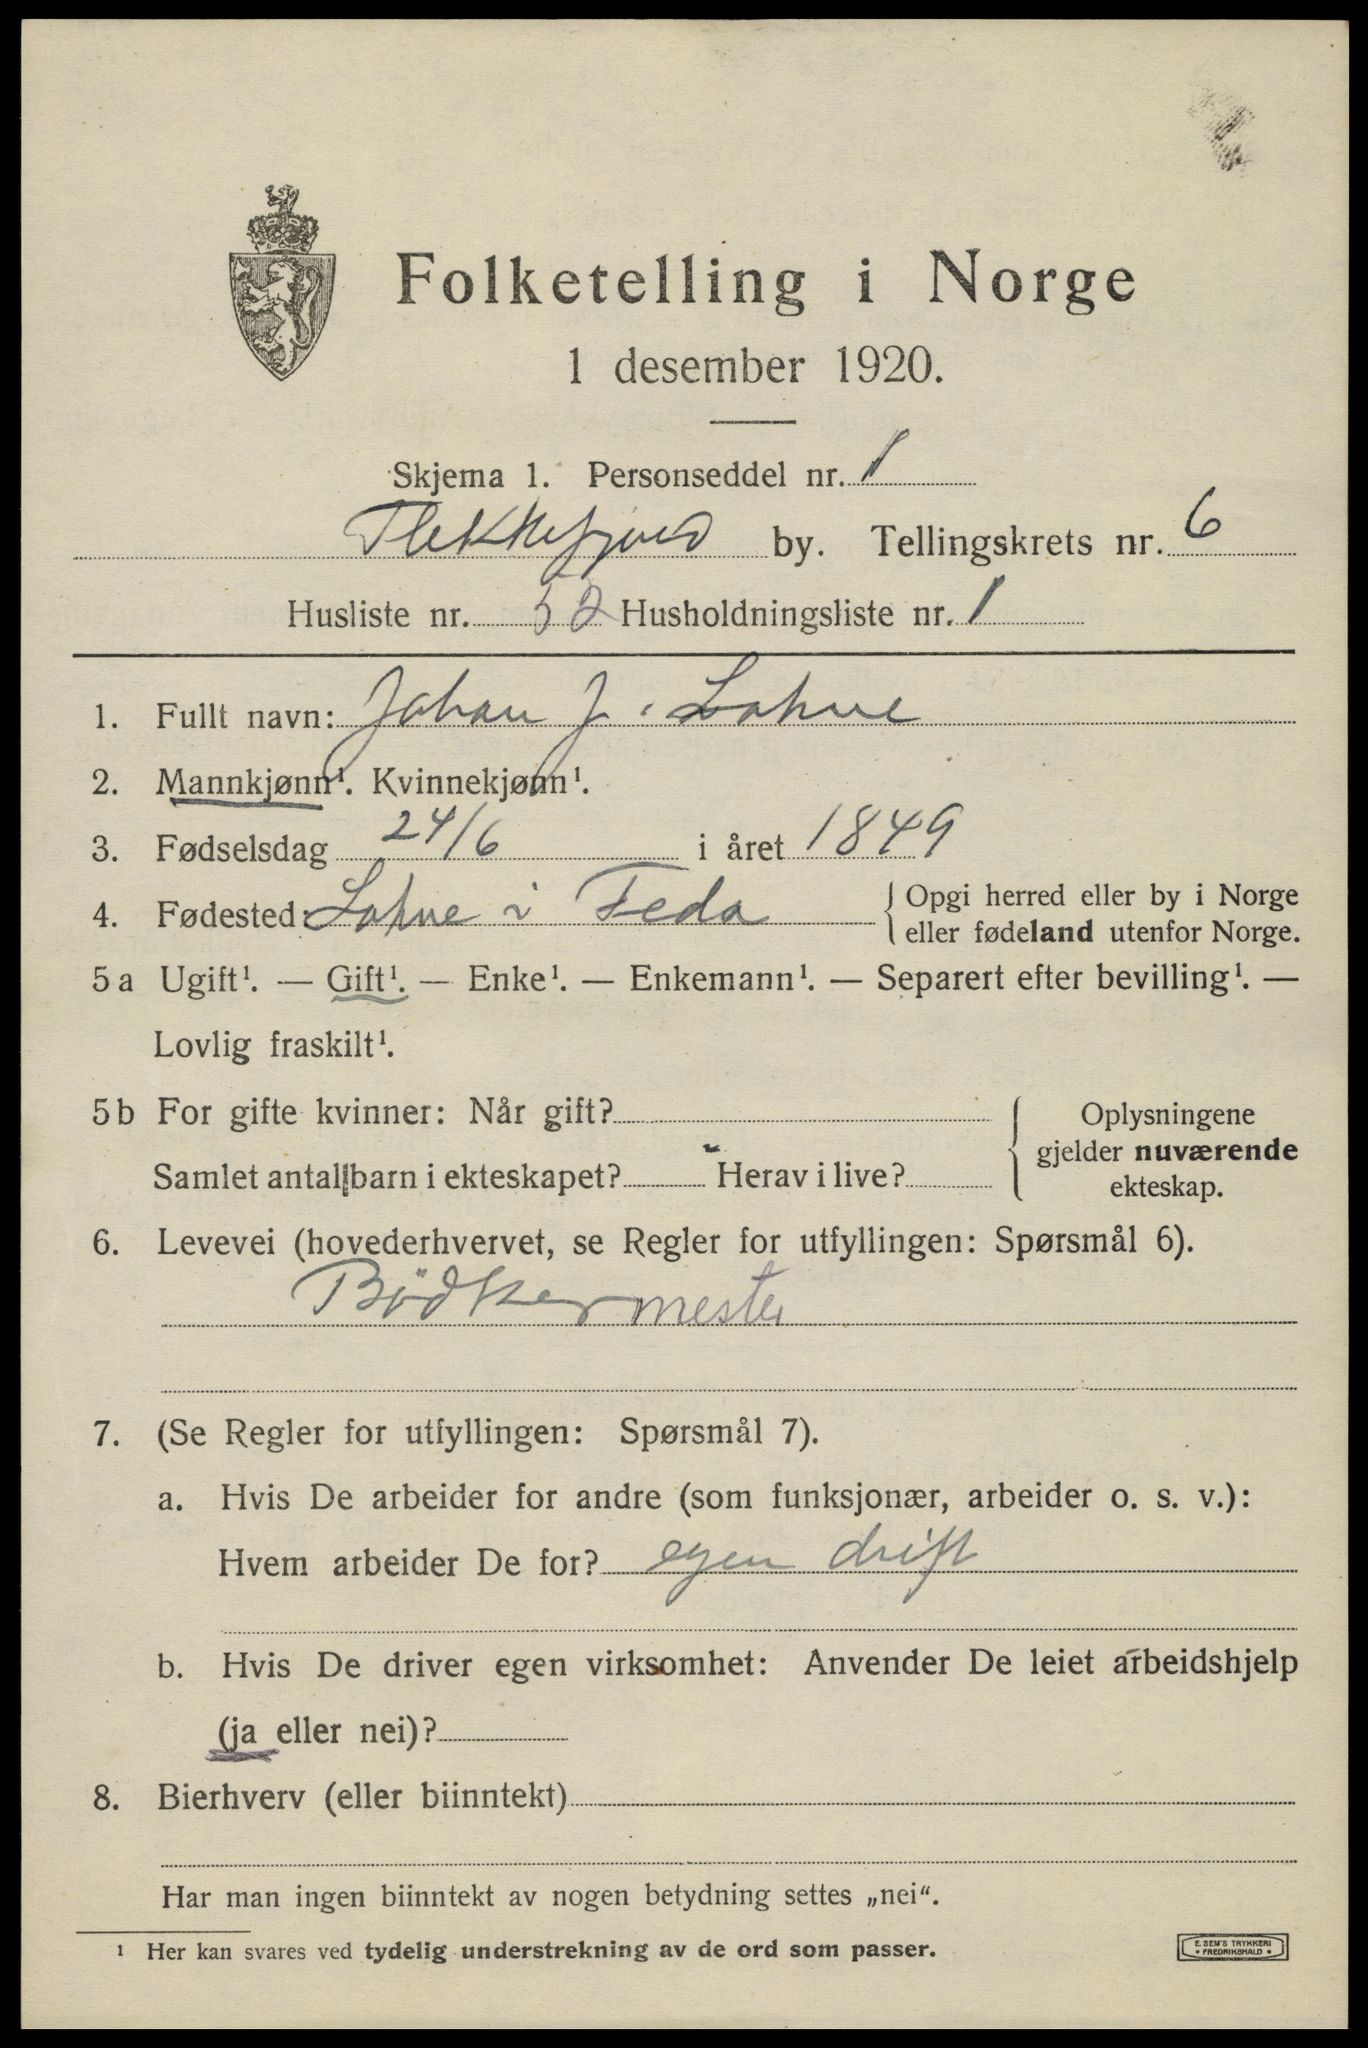 Folketelling i Norge
1 desember 1920.
Skjema 1. Personseddel nr. 1
Flekkefjord by. Tellingskrets nr. 6
Husliste nr. 52 Husholdningsliste nr. 1
1. Fullt navn: Johan J. Lohne
2. Mannkjønn¹. Kvinnekjønn¹.
3. Fødselsdag 24/6 i året 1849
4. Fødested: Lohne i Feda { Opgi herred eller by i Norge
eller fødeland utenfor Norge.
5a Ugift¹. — Gift¹. — Enke¹. — Enkemann¹. — Separert efter bevilling¹. —
Lovlig fraskilt¹.
5b For gifte kvinner: Når gift? { Oplysningene
gjelder nuværende
Samlet antall barn i ekteskapet? Herav i live?
ekteskap.
6. Levevei (hovederhvervet, se Regler for utfyllingen: Spørsmål 6).
Bødkermester
7. (Se Regler for utfyllingen: Spørsmål 7).
a. Hvis De arbeider for andre (som funksjonær, arbeider o. s. v.):
Hvem arbeider De for? egen drift
b. Hvis De driver egen virksomhet: Anvender De leiet arbeidshjelp
(ja eller nei)?
8. Bierhverv (eller biinntekt)
Har man ingen biinntekt av nogen betydning settes „nei“.
¹ Her kan svares ved tydelig understrekning av de ord som passer.
E. SEM'S TRYKKERI
* FREDRIKSHALD *